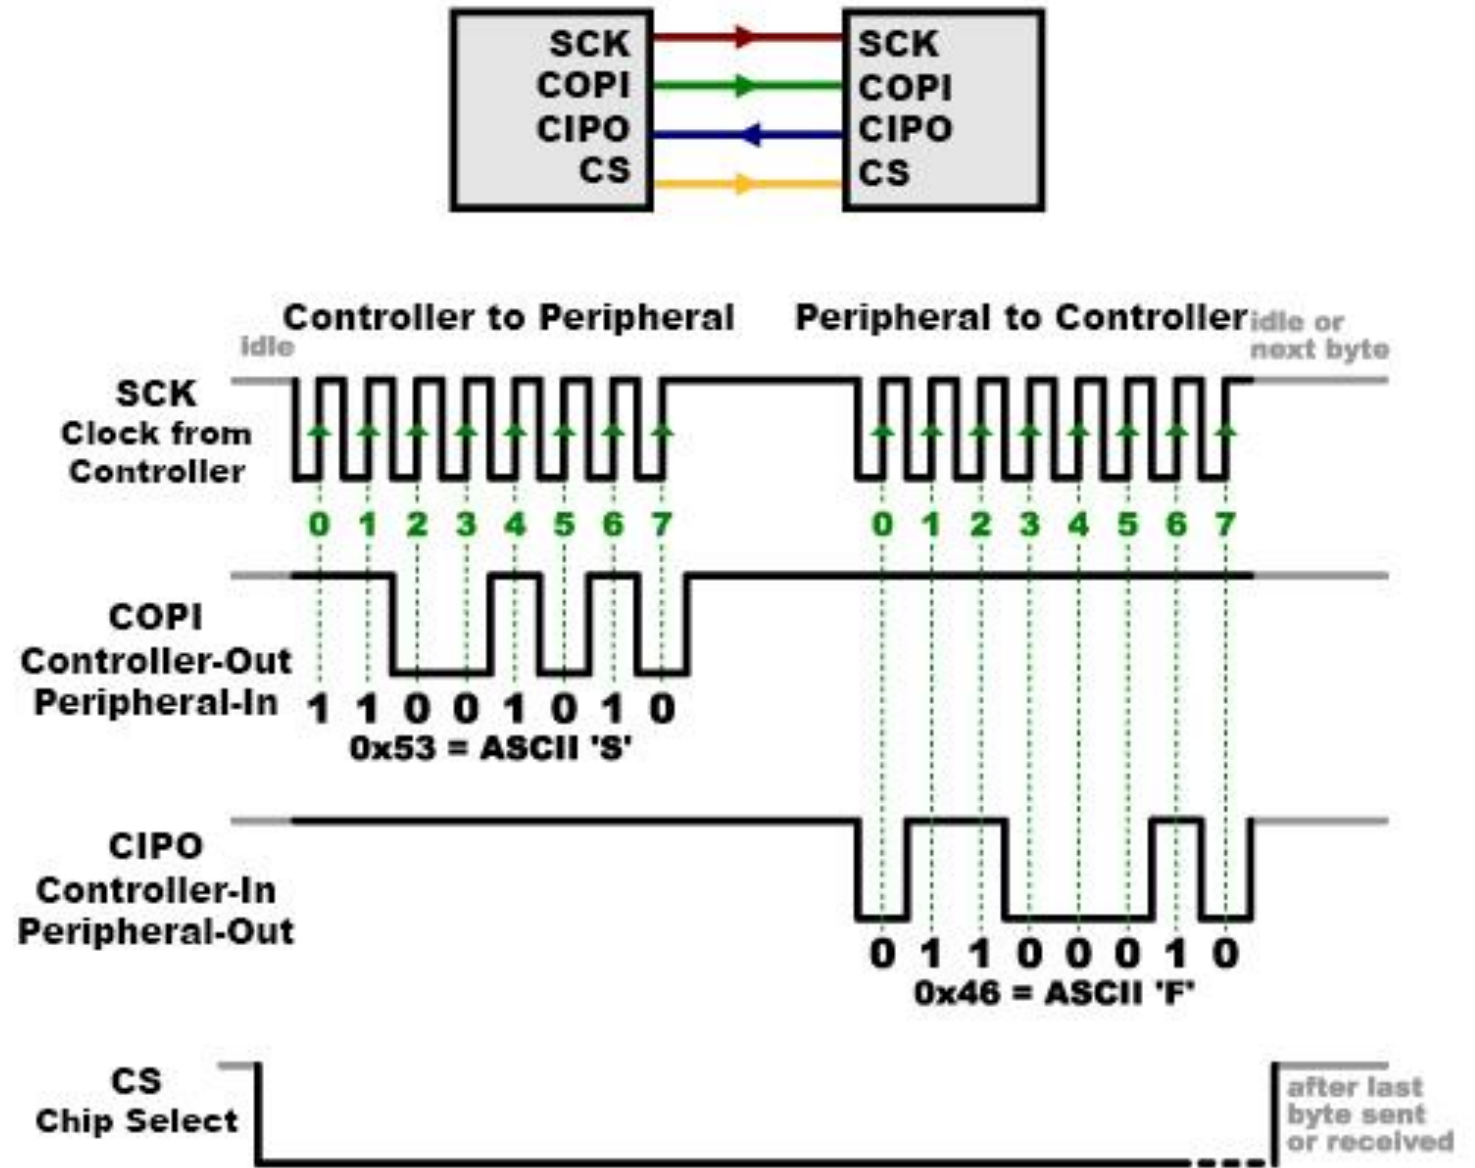 SCK
COPI
CIPO
CS
SCK
COPI
CIPO
CS
Controller to Peripheral
Peripheral to Controller
idle
idle or
next byte
SCK
Clock from
Controller
0 1 2 3 4 5 6 7
0 1 2 3 4 5 6 7
COPI
Controller-Out
Peripheral-In
1 1 0 0 1 0 1 0
0x53 = ASCII 'S'
CIPO
Controller-In
Peripheral-Out
0 1 1 0 0 0 1 0
0x46 = ASCII 'F'
CS
Chip Select
after last
byte sent
or received